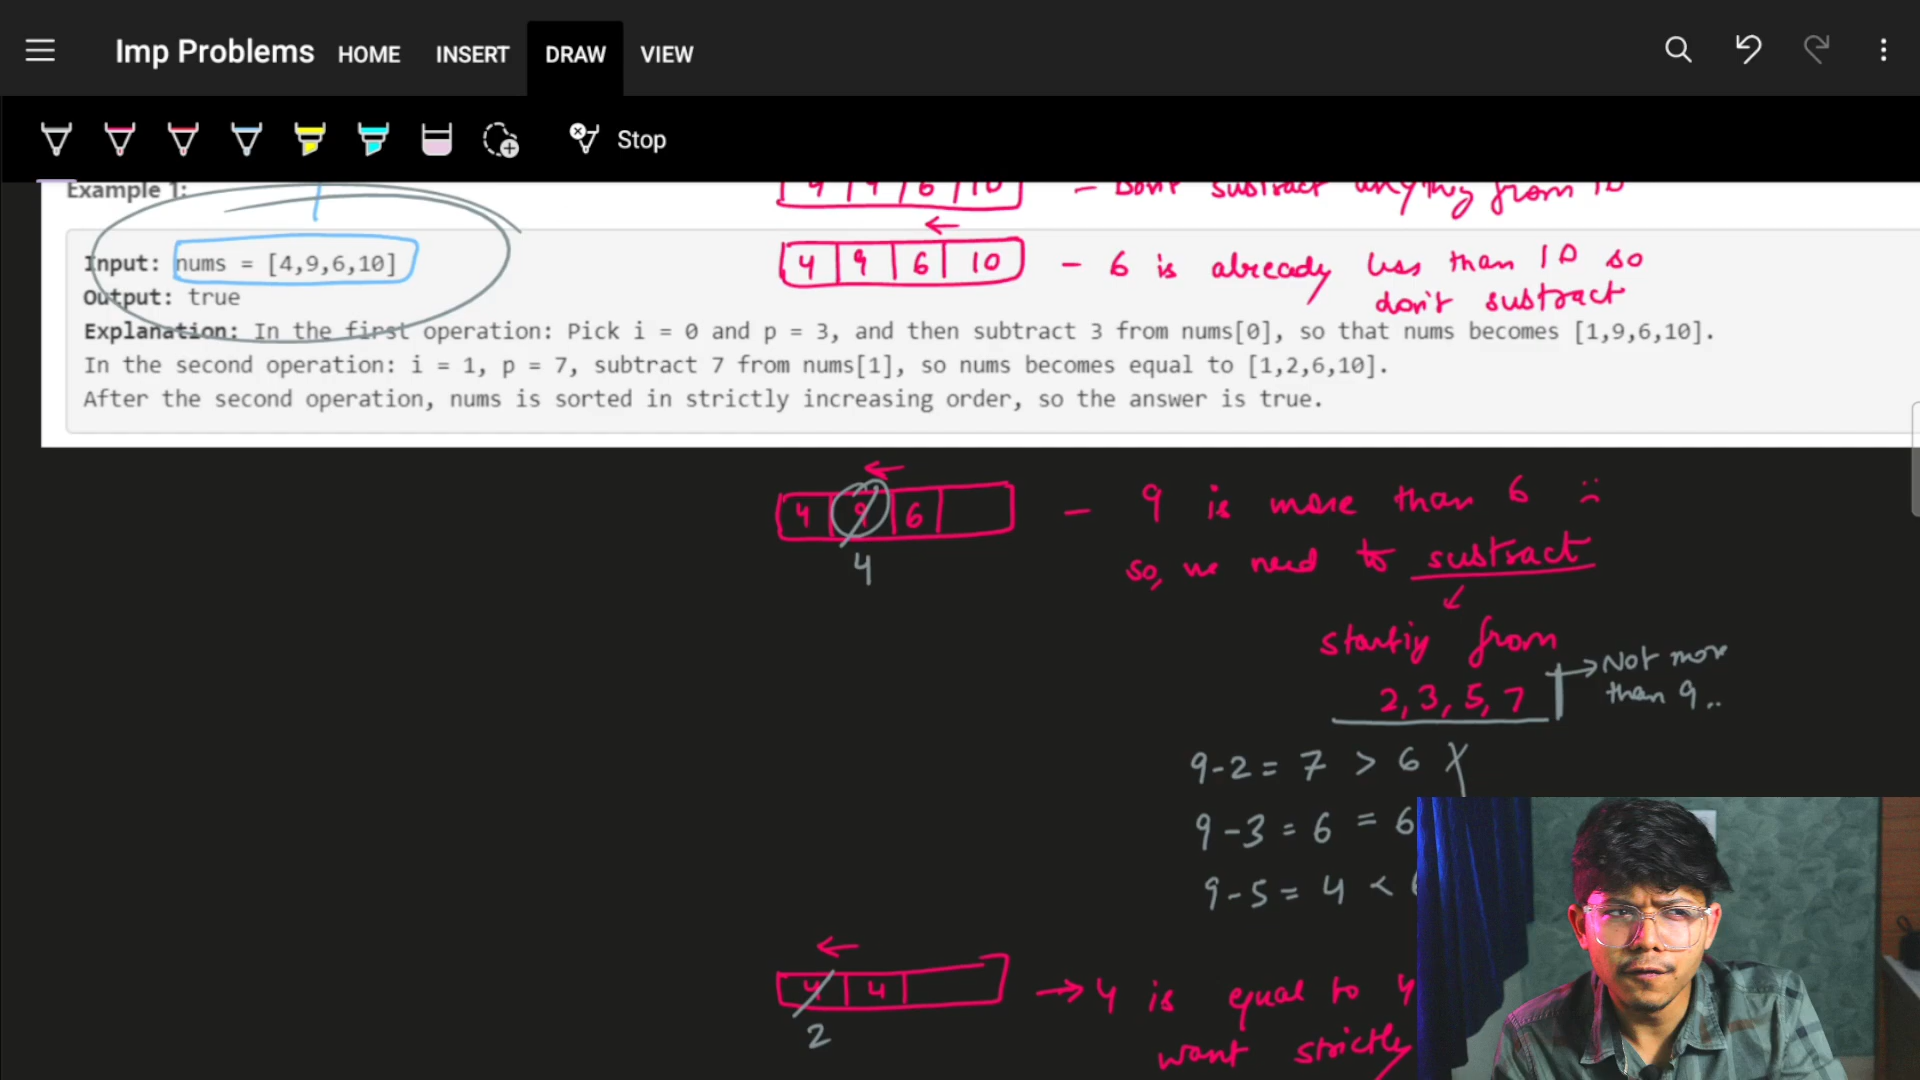 Imp Problems HOME INSERT DRAW VIEW
Stop
Example 1:
4 9 6 10 - Don't subtract anything from 10
Input: nums = [4,9,6,10]
4 9 6 10 - 6 is already less than 10 so
don't subtract
Output: true
Explanation: In the first operation: Pick i = 0 and p = 3, and then subtract 3 from nums[0], so that nums becomes [1,9,6,10].
In the second operation: i = 1, p = 7, subtract 7 from nums[1], so nums becomes equal to [1,2,6,10].
After the second operation, nums is sorted in strictly increasing order, so the answer is true.
4 9 6 - 9 is more than 6 :(
4
so, we need to subtract
starting from
2, 3, 5, 7
Not more
than 9..
9-2 = 7 > 6 X
9-3 = 6 = 6
9-5 = 4 <
4 4 → 4 is equal to 4
2
want strictly